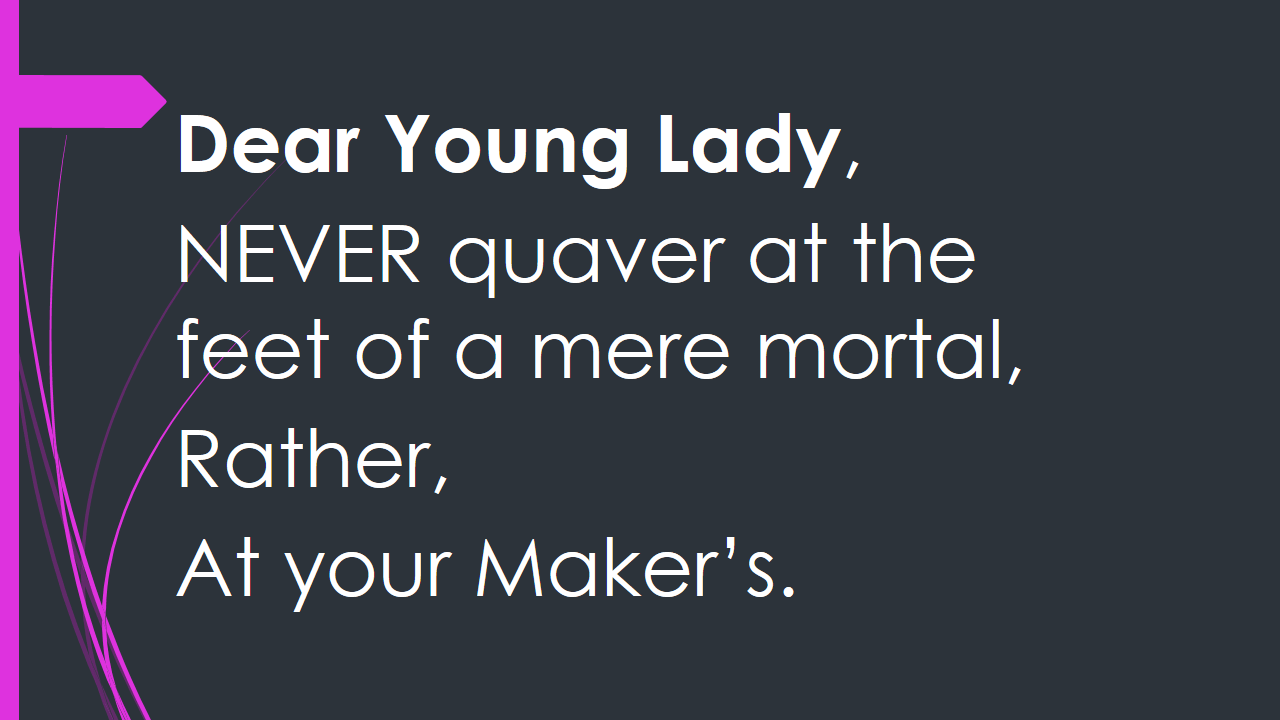 Dear Young Lady,
NEVER quaver at the
feet of a mere mortal,
Rather,
At your Maker’s.